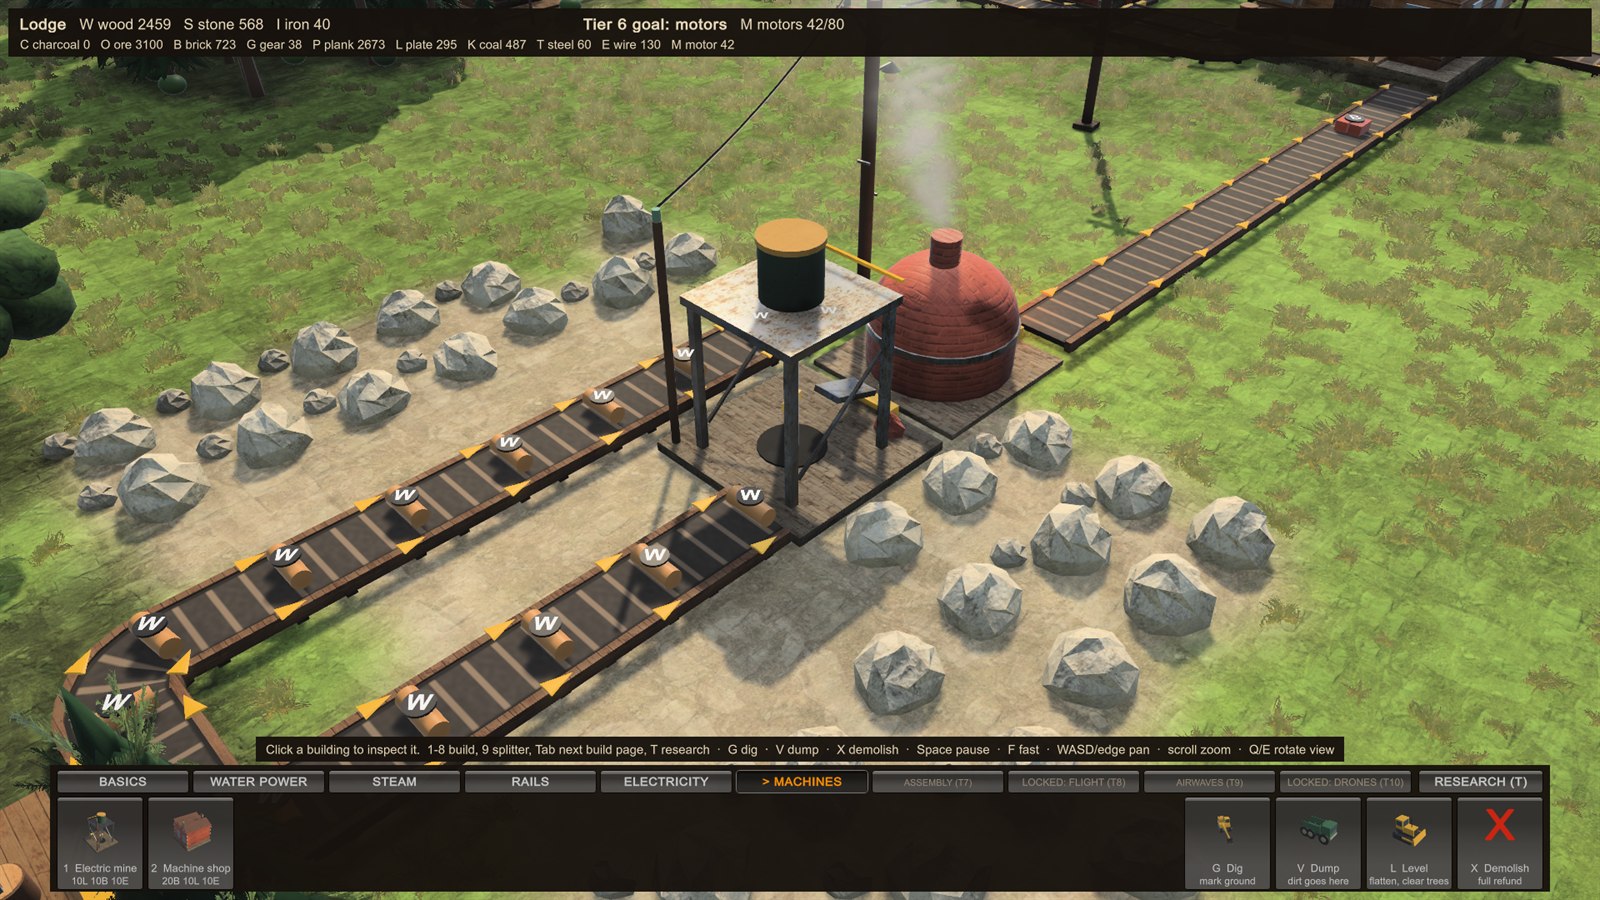 Lodge W wood 2459 S stone 568 I iron 40
Tier 6 goal: motors M motors 42/80
C charcoal 0 O ore 3100 B brick 723 G gear 38 P plank 2673 L plate 295 K coal 487 T steel 60 E wire 130 M motor 42
W
W
W
W
W
W
W
W
W
W
W
W
W
Click a building to inspect it. 1-8 build, 9 splitter, Tab next build page, T research · G dig · V dump · X demolish · Space pause · F fast · WASD/edge pan · scroll zoom · Q/E rotate view
BASICS
WATER POWER
STEAM
RAILS
ELECTRICITY
> MACHINES
ASSEMBLY (T7)
LOCKED: FLIGHT (T8)
AIRWAVES (T9)
LOCKED: DRONES (T10)
RESEARCH (T)
1 Electric mine
10L 10B 10E
2 Machine shop
20B 10L 10E
G Dig
mark ground
V Dump
dirt goes here
L Level
flatten, clear trees
X Demolish
full refund